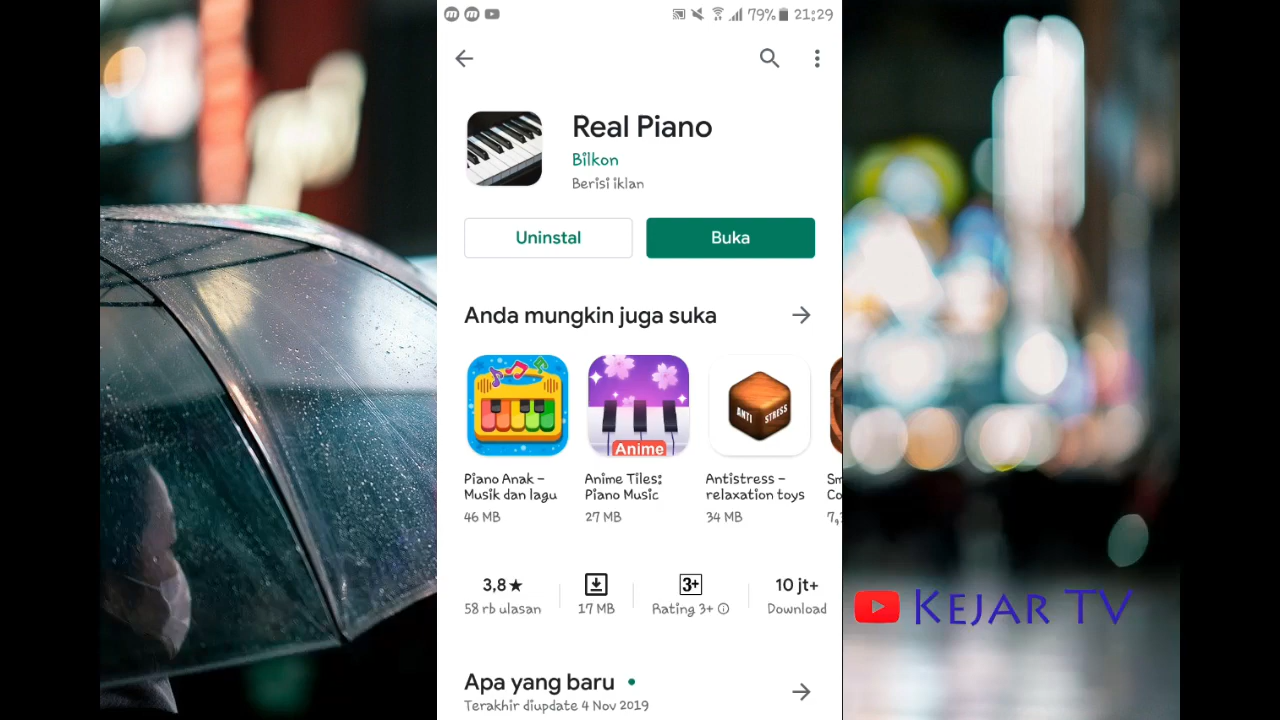 79% 21:29
Real Piano
Bilkon
Berisi iklan
Uninstal
Buka
Anda mungkin juga suka
Anime
ANTI STRESS
Piano Anak –
Musik dan lagu
46 MB
Anime Tiles:
Piano Music
27 MB
Antistress –
relaxation toys
34 MB
Sm
Co
7,
3,8★
58 rb ulasan
17 MB
3+
Rating 3+
10 jt+
Download
KEJAR TV
Apa yang baru
Terakhir diupdate 4 Nov 2019